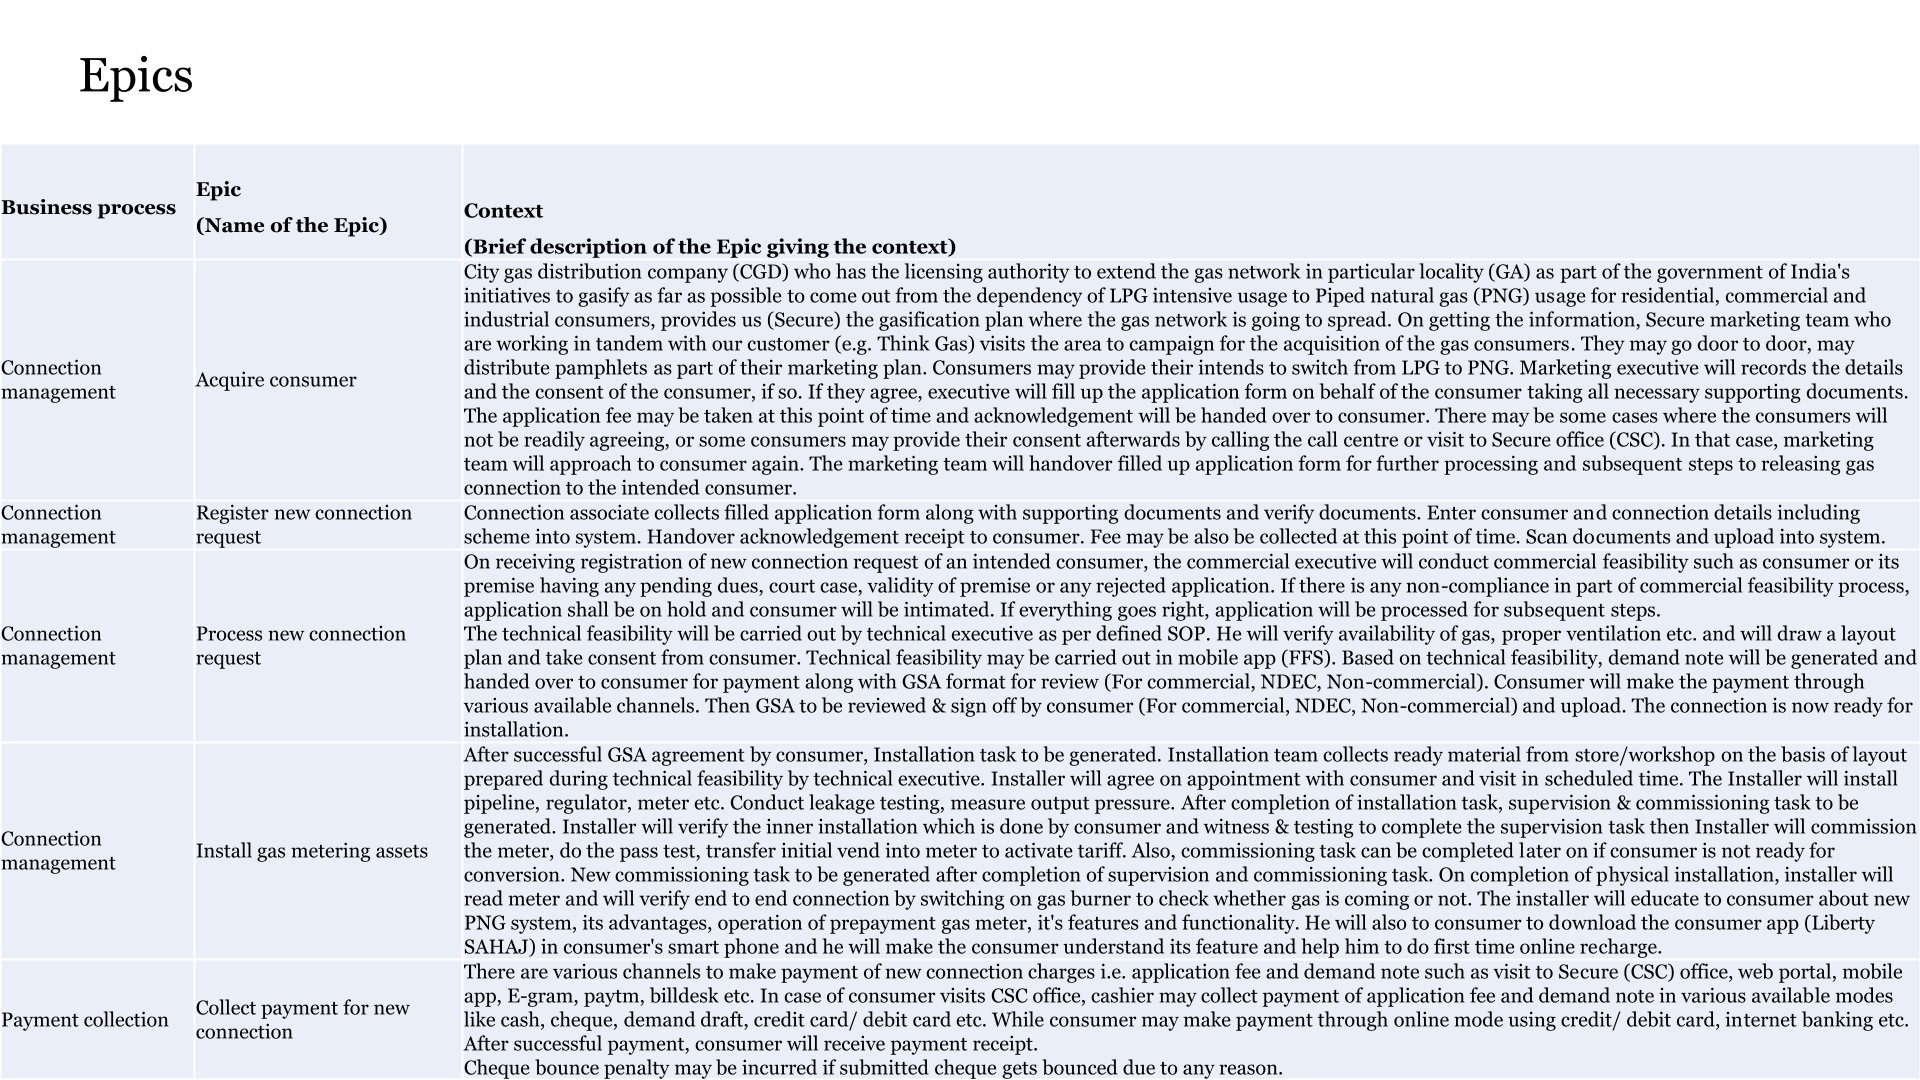 Epics
Business process
Epic
(Name of the Epic)
Context
(Brief description of the Epic giving the context)
Connection
management
Acquire consumer
City gas distribution company (CGD) who has the licensing authority to extend the gas network in particular locality (GA) as part of the government of India's
initiatives to gasify as far as possible to come out from the dependency of LPG intensive usage to Piped natural gas (PNG) usage for residential, commercial and
industrial consumers, provides us (Secure) the gasification plan where the gas network is going to spread. On getting the information, Secure marketing team who
are working in tandem with our customer (e.g. Think Gas) visits the area to campaign for the acquisition of the gas consumers. They may go door to door, may
distribute pamphlets as part of their marketing plan. Consumers may provide their intends to switch from LPG to PNG. Marketing executive will records the details
and the consent of the consumer, if so. If they agree, executive will fill up the application form on behalf of the consumer taking all necessary supporting documents.
The application fee may be taken at this point of time and acknowledgement will be handed over to consumer. There may be some cases where the consumers will
not be readily agreeing, or some consumers may provide their consent afterwards by calling the call centre or visit to Secure office (CSC). In that case, marketing
team will approach to consumer again. The marketing team will handover filled up application form for further processing and subsequent steps to releasing gas
connection to the intended consumer.
Connection
management
Register new connection
request
Connection associate collects filled application form along with supporting documents and verify documents. Enter consumer and connection details including
scheme into system. Handover acknowledgement receipt to consumer. Fee may be also be collected at this point of time. Scan documents and upload into system.
Connection
management
Process new connection
request
On receiving registration of new connection request of an intended consumer, the commercial executive will conduct commercial feasibility such as consumer or its
premise having any pending dues, court case, validity of premise or any rejected application. If there is any non-compliance in part of commercial feasibility process,
application shall be on hold and consumer will be intimated. If everything goes right, application will be processed for subsequent steps.
The technical feasibility will be carried out by technical executive as per defined SOP. He will verify availability of gas, proper ventilation etc. and will draw a layout
plan and take consent from consumer. Technical feasibility may be carried out in mobile app (FFS). Based on technical feasibility, demand note will be generated and
handed over to consumer for payment along with GSA format for review (For commercial, NDEC, Non-commercial). Consumer will make the payment through
various available channels. Then GSA to be reviewed & sign off by consumer (For commercial, NDEC, Non-commercial) and upload. The connection is now ready for
installation.
Connection
management
Install gas metering assets
After successful GSA agreement by consumer, Installation task to be generated. Installation team collects ready material from store/workshop on the basis of layout
prepared during technical feasibility by technical executive. Installer will agree on appointment with consumer and visit in scheduled time. The Installer will install
pipeline, regulator, meter etc. Conduct leakage testing, measure output pressure. After completion of installation task, supervision & commissioning task to be
generated. Installer will verify the inner installation which is done by consumer and witness & testing to complete the supervision task then Installer will commission
the meter, do the pass test, transfer initial vend into meter to activate tariff. Also, commissioning task can be completed later on if consumer is not ready for
conversion. New commissioning task to be generated after completion of supervision and commissioning task. On completion of physical installation, installer will
read meter and will verify end to end connection by switching on gas burner to check whether gas is coming or not. The installer will educate to consumer about new
PNG system, its advantages, operation of prepayment gas meter, it's features and functionality. He will also to consumer to download the consumer app (Liberty
SAHAJ) in consumer's smart phone and he will make the consumer understand its feature and help him to do first time online recharge.
Payment collection
Collect payment for new
connection
There are various channels to make payment of new connection charges i.e. application fee and demand note such as visit to Secure (CSC) office, web portal, mobile
app, E-gram, paytm, billdesk etc. In case of consumer visits CSC office, cashier may collect payment of application fee and demand note in various available modes
like cash, cheque, demand draft, credit card/ debit card etc. While consumer may make payment through online mode using credit/ debit card, internet banking etc.
After successful payment, consumer will receive payment receipt.
Cheque bounce penalty may be incurred if submitted cheque gets bounced due to any reason.